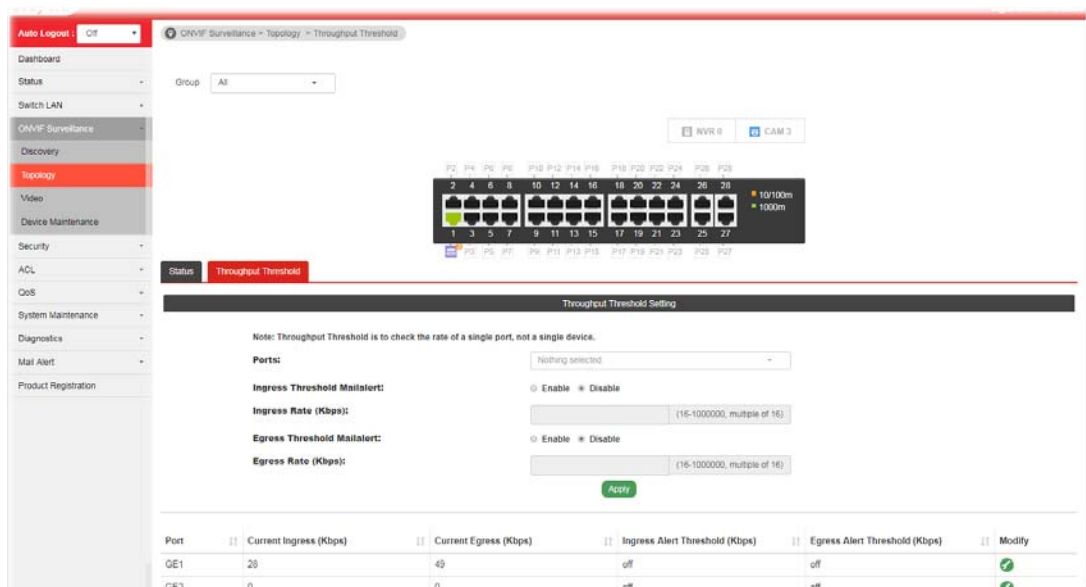 Auto Logout : Off
ONVIF Surveillance > Topology > Throughput Threshold
Dashboard
Status
Switch LAN
ONVIF Surveillance
Discovery
Topology
Video
Device Maintenance
Security
ACL
QoS
System Maintenance
Diagnostics
Mail Alert
Product Registration
Group All
NVR 0 CAM 3
P2 P4 P6 P8 P10 P12 P14 P16 P18 P20 P22 P24 P26 P28
2 4 6 8 10 12 14 16 18 20 22 24 26 28
10/100m
1000m
1 3 5 7 9 11 13 15 17 19 21 23 25 27
P3 P5 P7 P9 P11 P13 P15 P17 P19 P21 P23 P25 P27
Status Throughput Threshold
Throughput Threshold Setting
Note: Throughput Threshold is to check the rate of a single port, not a single device.
Ports: Nothing selected
Ingress Threshold Mailalert: Enable Disable
Ingress Rate (Kbps): (16-1000000, multiple of 16)
Egress Threshold Mailalert: Enable Disable
Egress Rate (Kbps): (16-1000000, multiple of 16)
Apply
Port Current Ingress (Kbps) Current Egress (Kbps) Ingress Alert Threshold (Kbps) Egress Alert Threshold (Kbps) Modify
GE1 28 49 off off
GE2 0 0 off off